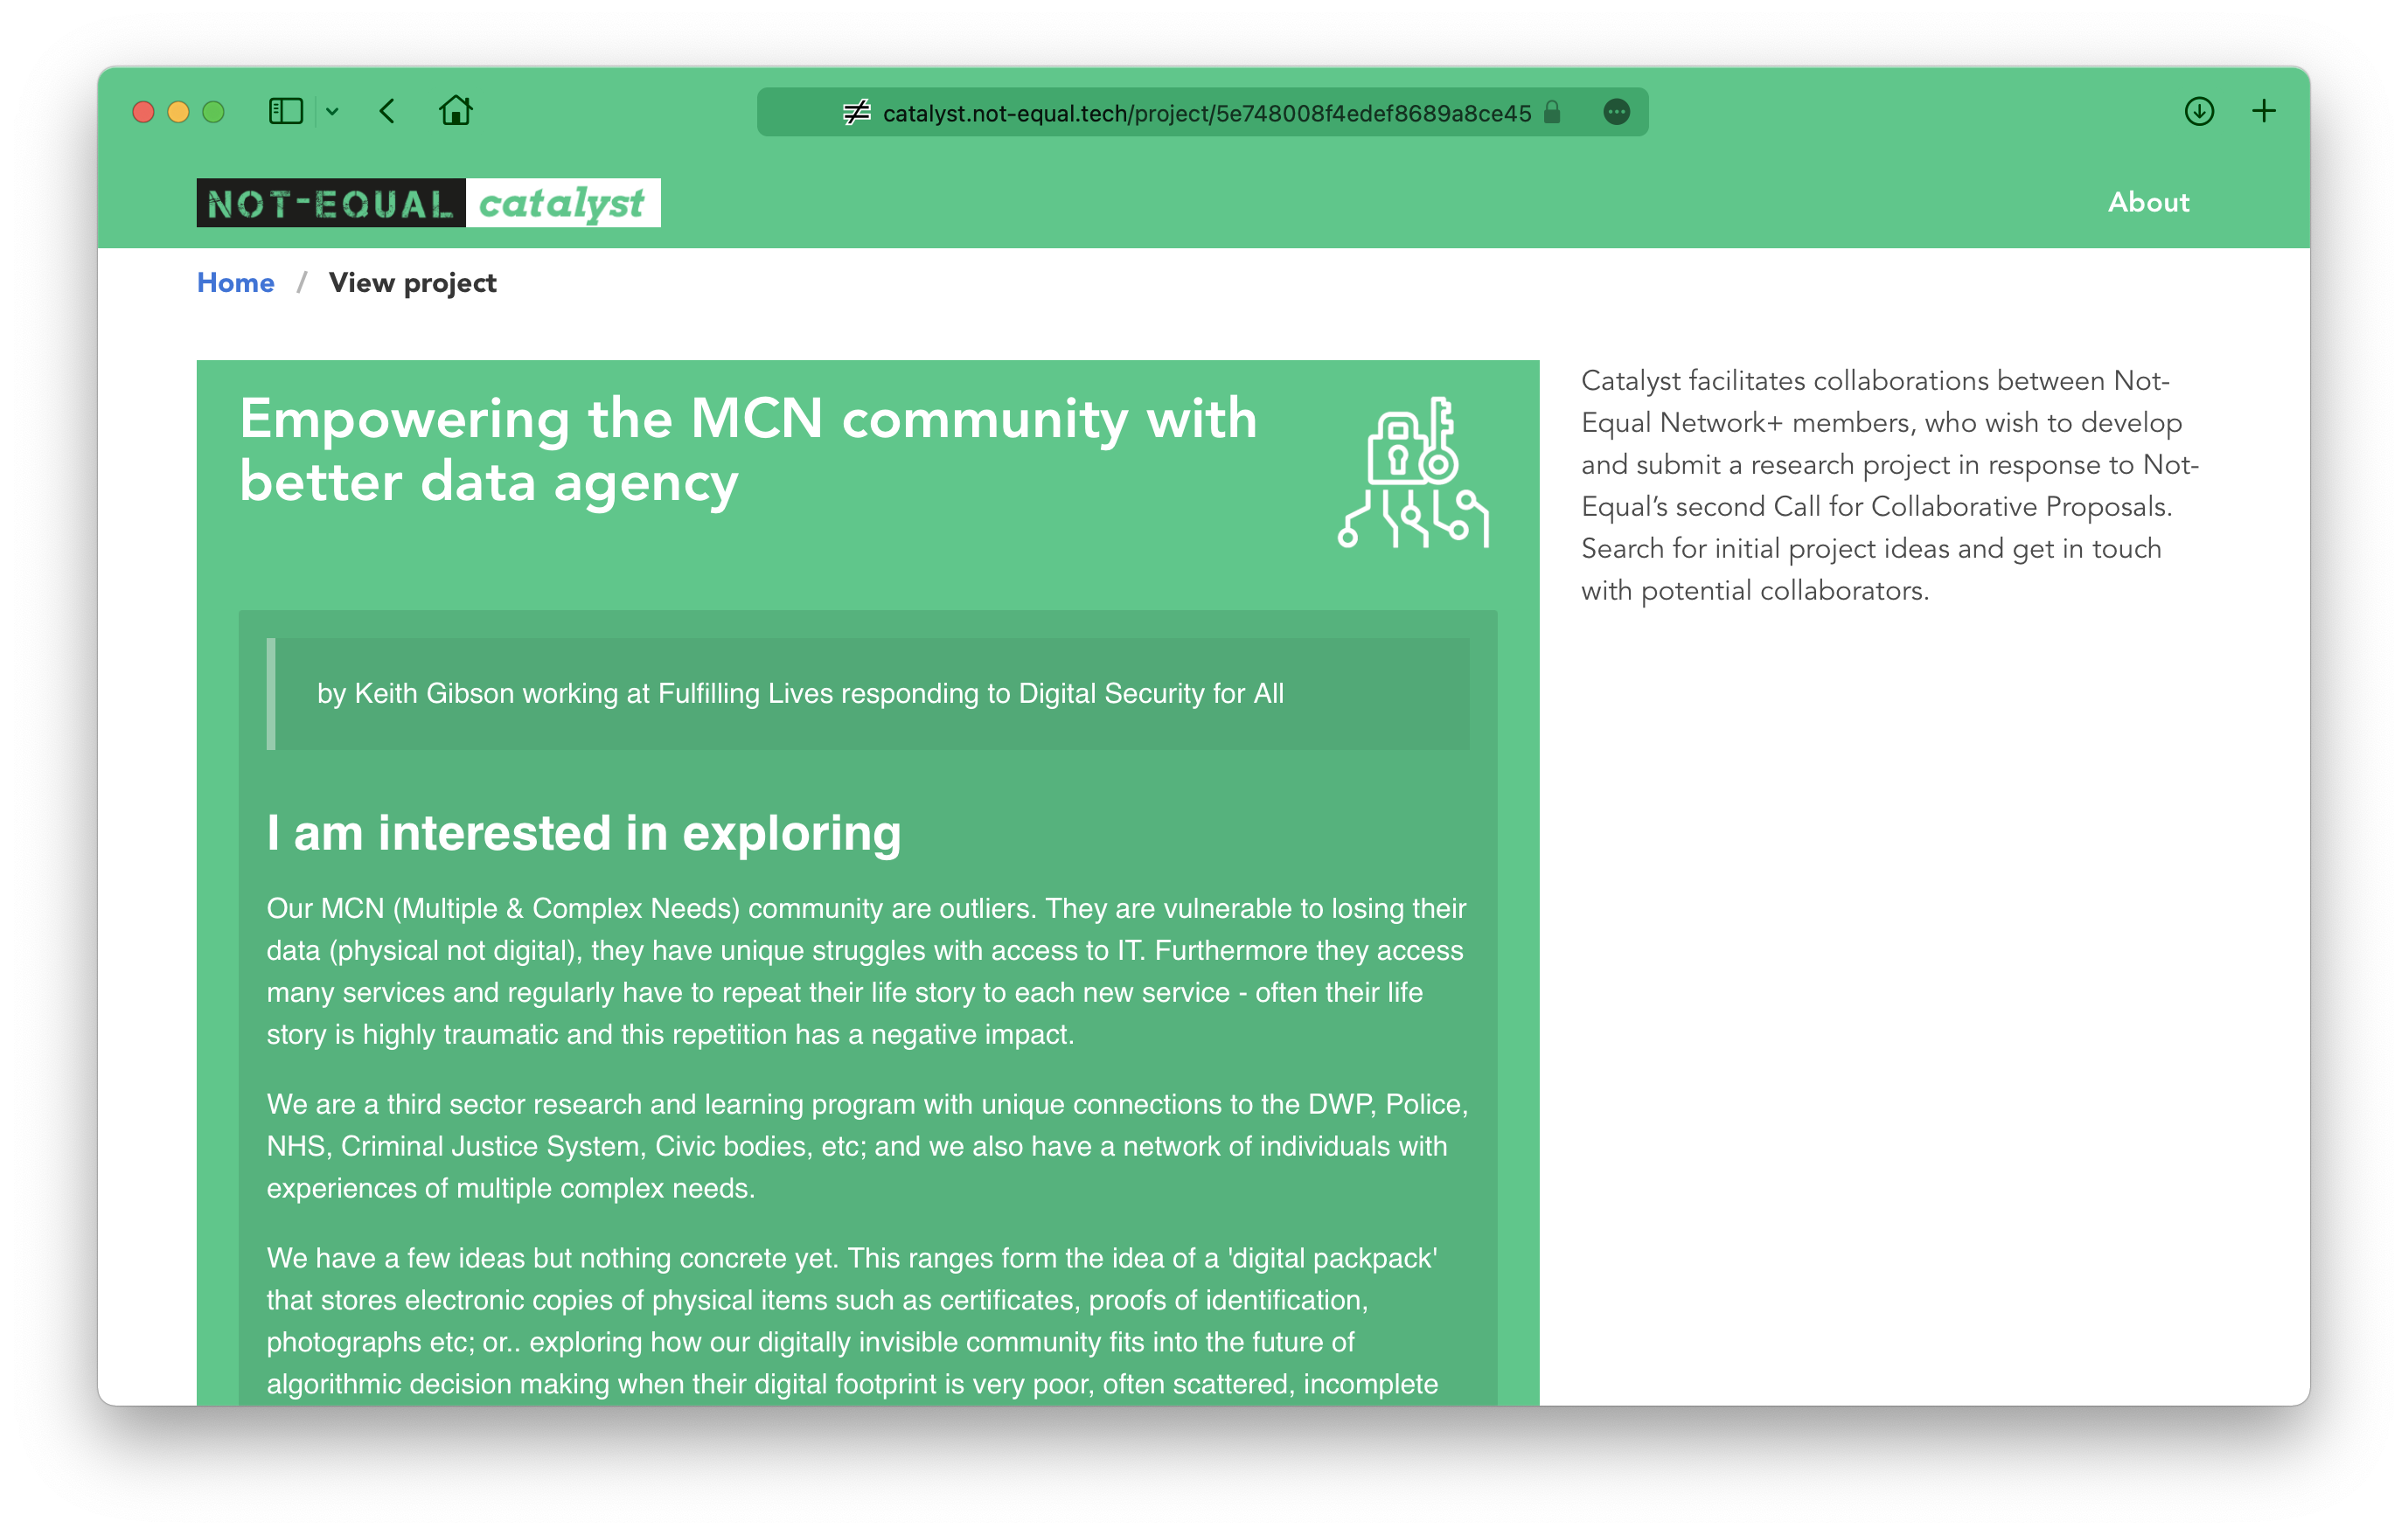 catalyst.not-equal.tech/project/5e748008f4edef8689a8ce45
NOT-EQUAL catalyst
About
Home / View project
Empowering the MCN community with
better data agency
by Keith Gibson working at Fulfilling Lives responding to Digital Security for All
I am interested in exploring
Our MCN (Multiple & Complex Needs) community are outliers. They are vulnerable to losing their
data (physical not digital), they have unique struggles with access to IT. Furthermore they access
many services and regularly have to repeat their life story to each new service - often their life
story is highly traumatic and this repetition has a negative impact.
We are a third sector research and learning program with unique connections to the DWP, Police,
NHS, Criminal Justice System, Civic bodies, etc; and we also have a network of individuals with
experiences of multiple complex needs.
We have a few ideas but nothing concrete yet. This ranges form the idea of a 'digital packpack'
that stores electronic copies of physical items such as certificates, proofs of identification,
photographs etc; or.. exploring how our digitally invisible community fits into the future of
algorithmic decision making when their digital footprint is very poor, often scattered, incomplete
Catalyst facilitates collaborations between Not-
Equal Network+ members, who wish to develop
and submit a research project in response to Not-
Equal’s second Call for Collaborative Proposals.
Search for initial project ideas and get in touch
with potential collaborators.